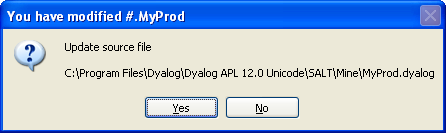 You have modified #.MyProd
Update source file
C:\Program Files\Dyalog\Dyalog APL 12.0 Unicode\SALT\Mine\MyProd.dyalog
Yes
No